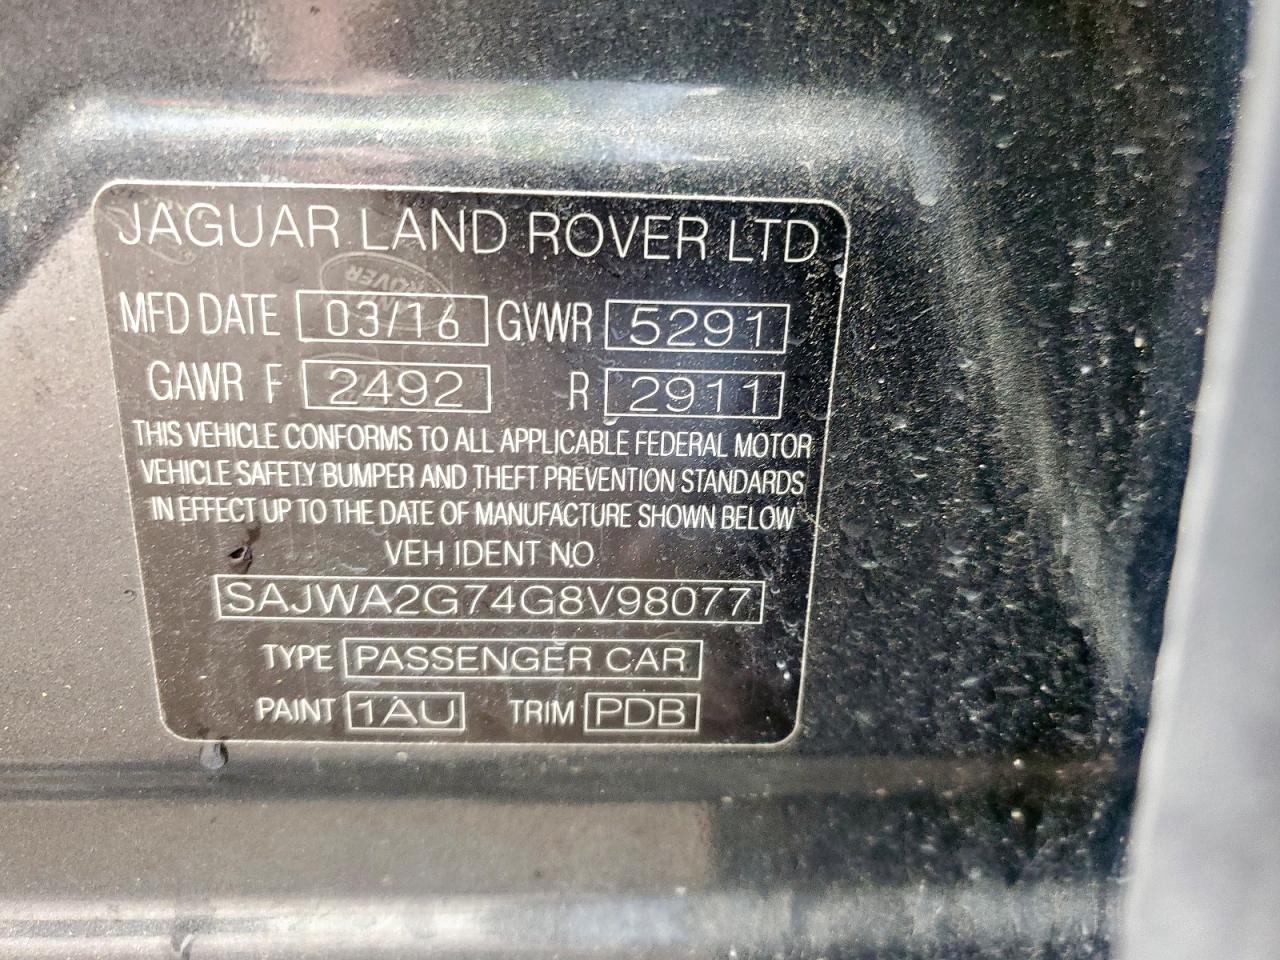 JAGUAR LAND ROVER LTD
MFD DATE 03/16 GVWR 5291
GAWR F 2492 R 2911
THIS VEHICLE CONFORMS TO ALL APPLICABLE FEDERAL MOTOR
VEHICLE SAFETY BUMPER AND THEFT PREVENTION STANDARDS
IN EFFECT UP TO THE DATE OF MANUFACTURE SHOWN BELOW
VEH IDENT NO
SAJWA2G74G8V98077
TYPE PASSENGER CAR
PAINT 1AU TRIM PDB